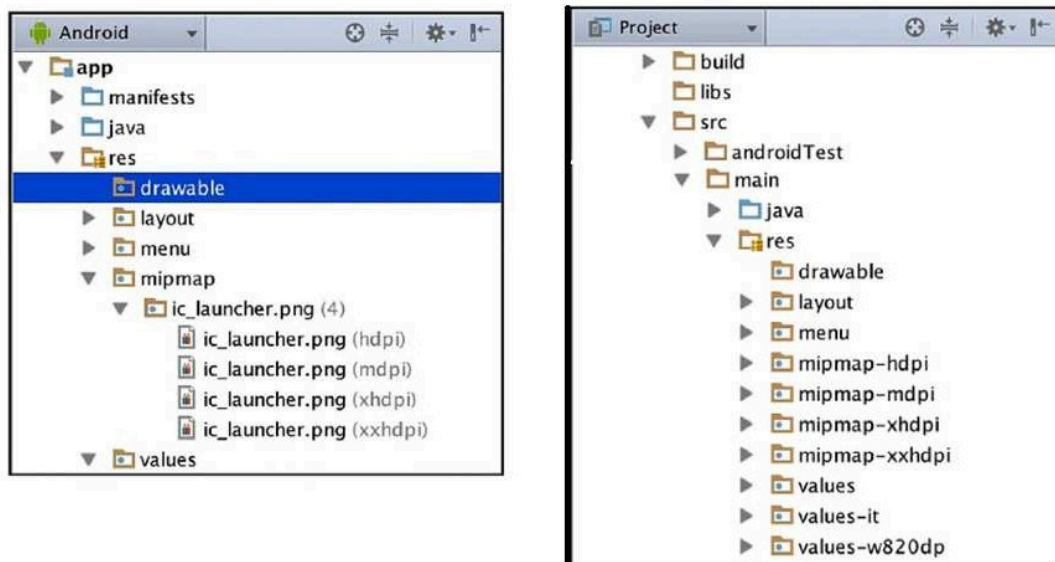 Android
app
manifests
java
res
drawable
layout
menu
mipmap
ic_launcher.png (4)
ic_launcher.png (hdpi)
ic_launcher.png (mdpi)
ic_launcher.png (xhdpi)
ic_launcher.png (xxhdpi)
values
Project
build
libs
src
androidTest
main
java
res
drawable
layout
menu
mipmap-hdpi
mipmap-mdpi
mipmap-xhdpi
mipmap-xxhdpi
values
values-it
values-w820dp